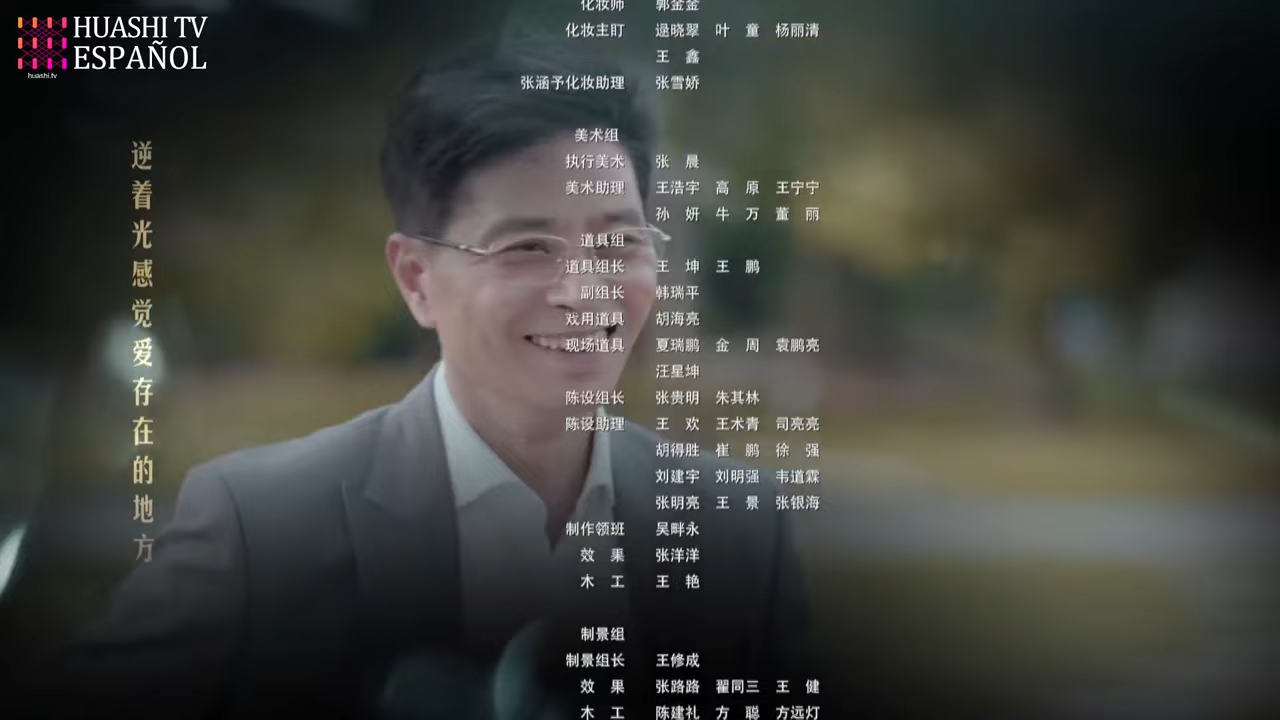 HUASHI TV
ESPAÑOL
huashi.tv
逆着光感觉爱存在的地方
化妆师 郭金金
化妆主盯 逯晓翠 叶童 杨丽清
王鑫
张涵予化妆助理 张雪娇
美术组
执行美术 张晨
美术助理 王浩宇 高原 王宁宁
孙妍 牛万 董丽
道具组
道具组长 王坤 王鹏
副组长 韩瑞平
戏用道具 胡海亮
现场道具 夏瑞鹏 金周 袁鹏亮
汪星坤
陈设组长 张贵明 朱其林
陈设助理 王欢 王术青 司亮亮
胡得胜 崔鹏 徐强
刘建宇 刘明强 韦道霖
张明亮 王景 张银海
制作领班 吴畔永
效果 张洋洋
木工 王艳
制景组
制景组长 王修成
效果 张路路 翟同三 王健
木工 陈建礼 方聪 方远灯